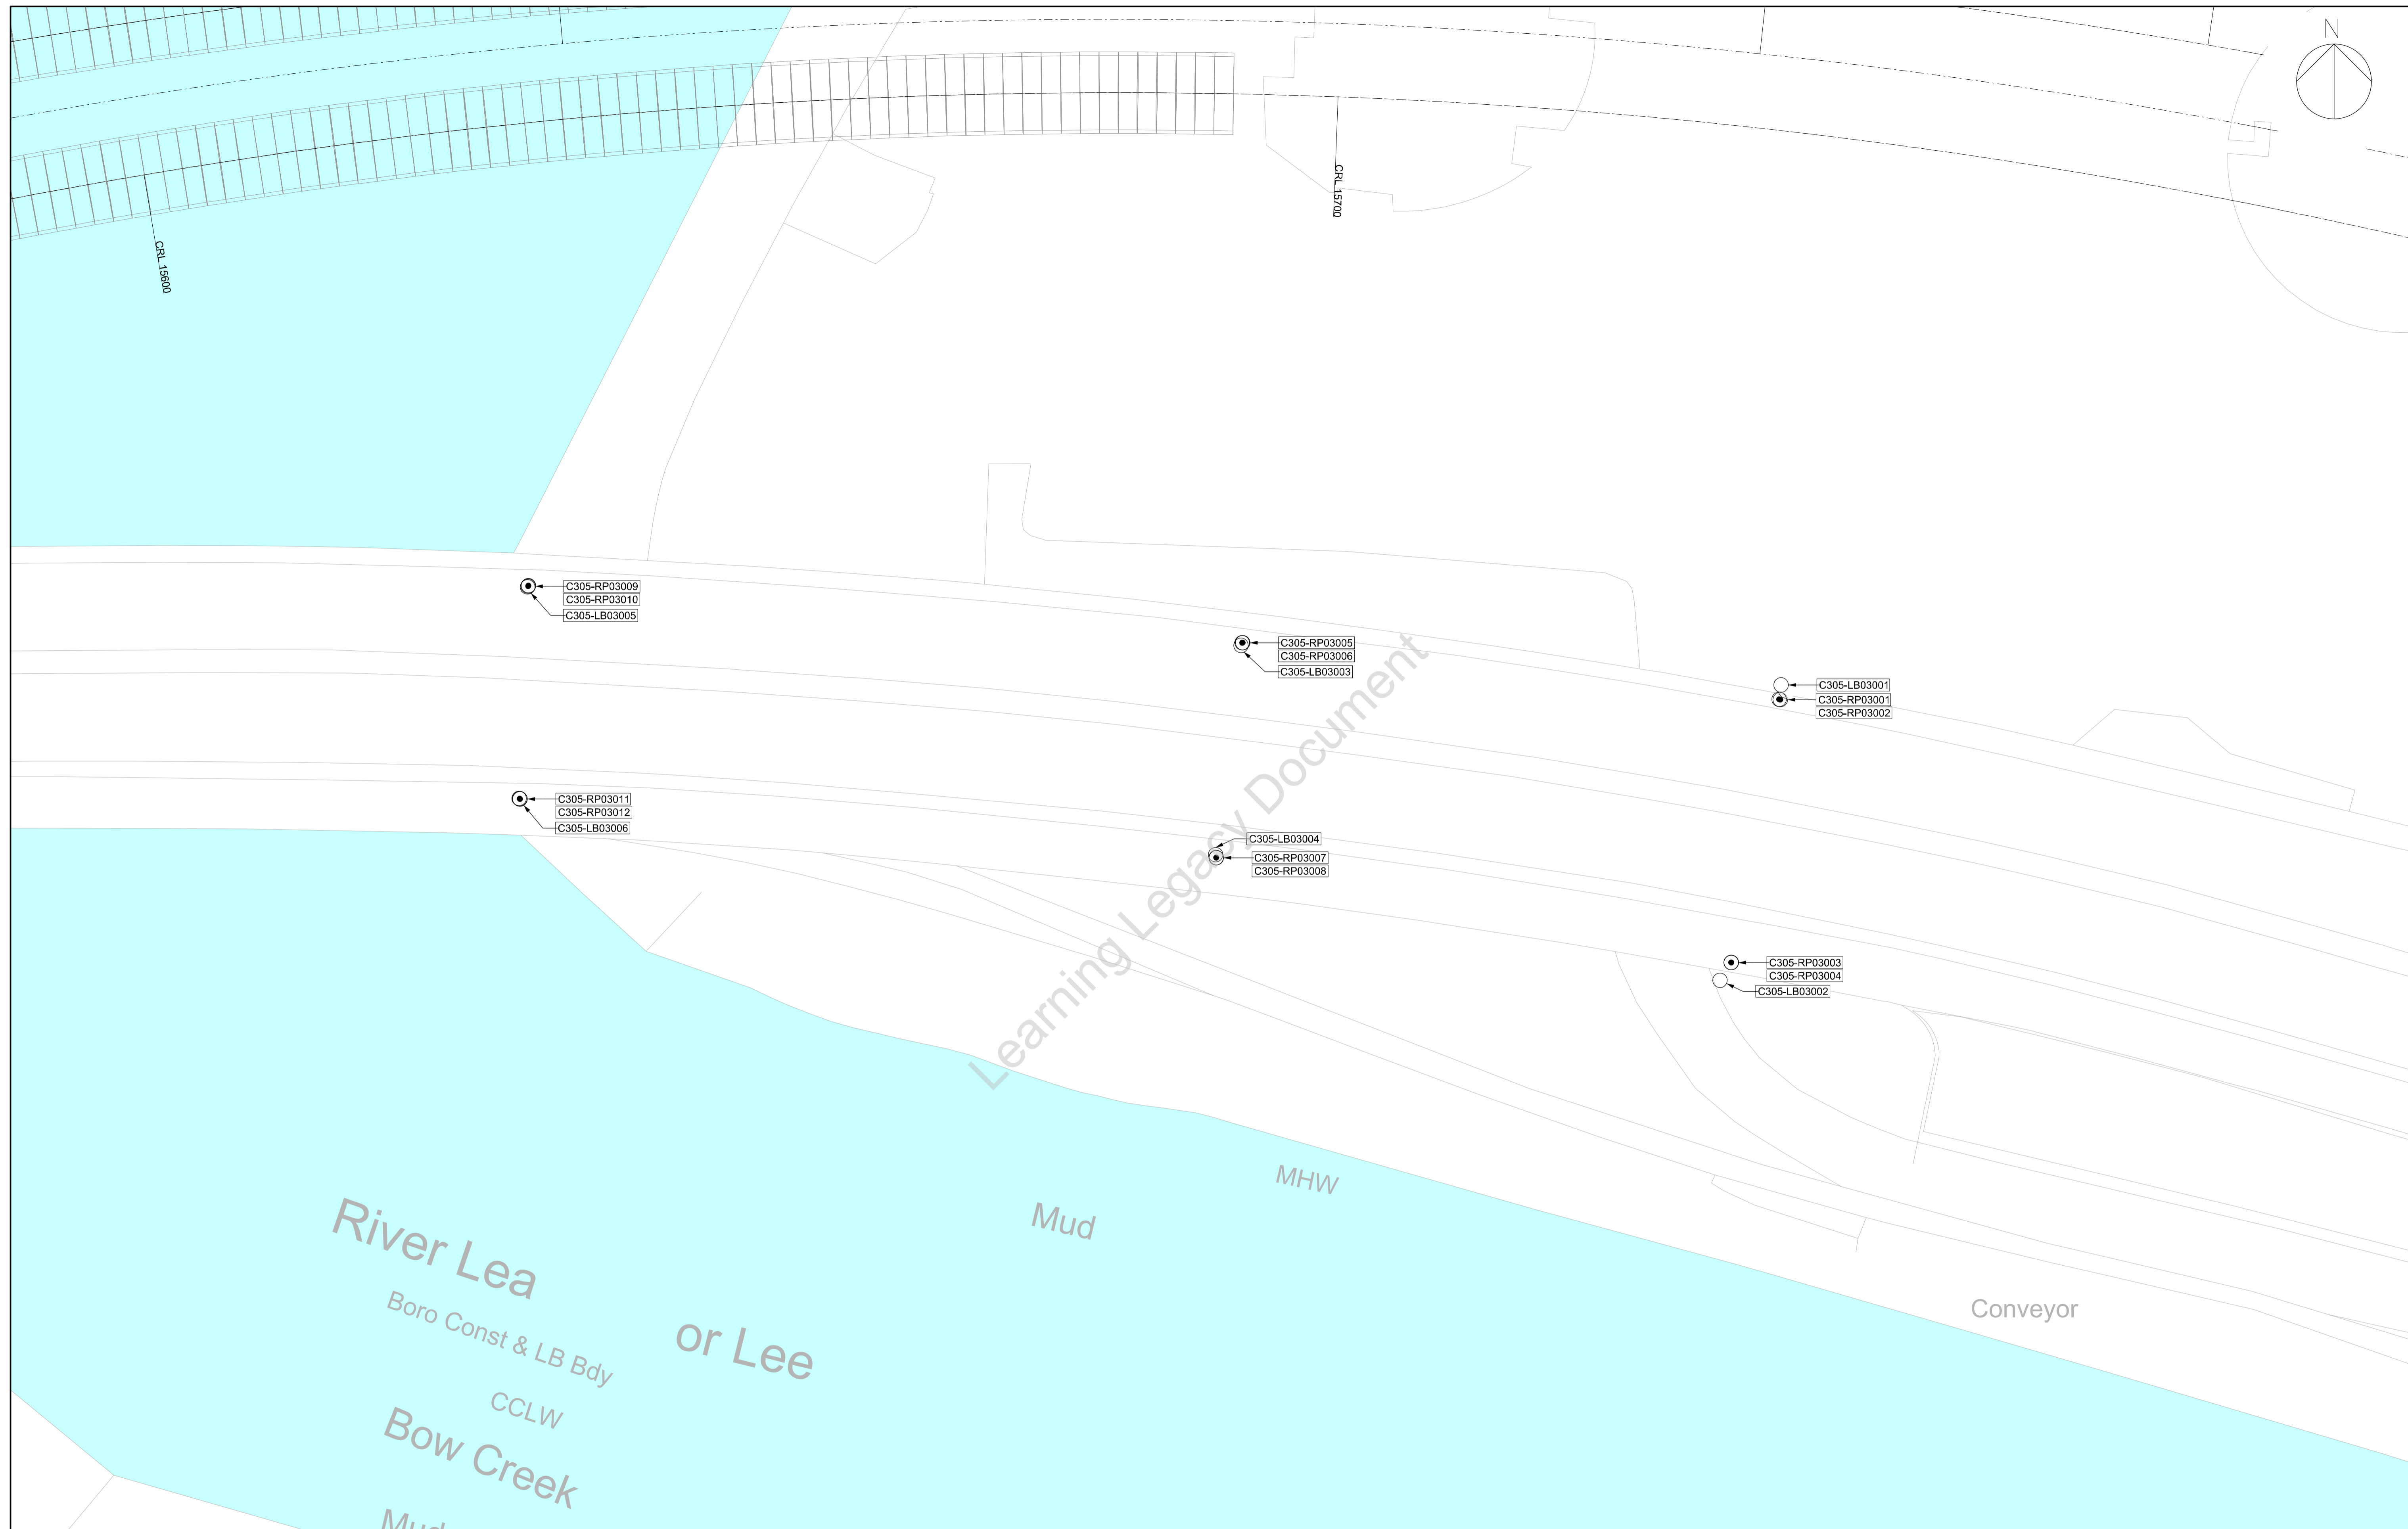 N
CRL 15700
CRL 15600
C305-RP03009
C305-RP03010
C305-LB03005
C305-RP03005
C305-RP03006
C305-LB03003
C305-LB03001
C305-RP03001
C305-RP03002
C305-RP03011
C305-RP03012
C305-LB03006
C305-LB03004
C305-RP03007
C305-RP03008
C305-RP03003
C305-RP03004
C305-LB03002
Learning Legacy Document
MHW
Mud
River Lea
or Lee
Boro Const & LB Bdy
Conveyor
CCLW
Bow Creek
Mud